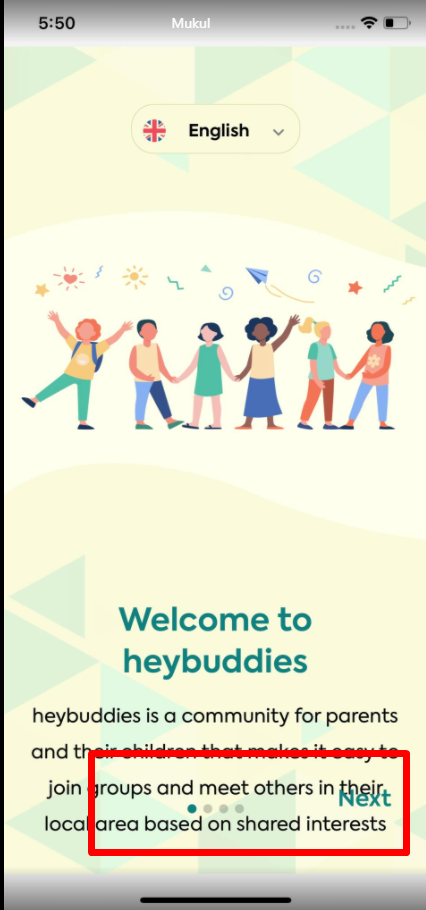 5:50
Mukul
English
Welcome to
heybuddies
heybuddies is a community for parents
and their children that makes it easy to
join groups and meet others in their
local area based on shared interests
Next